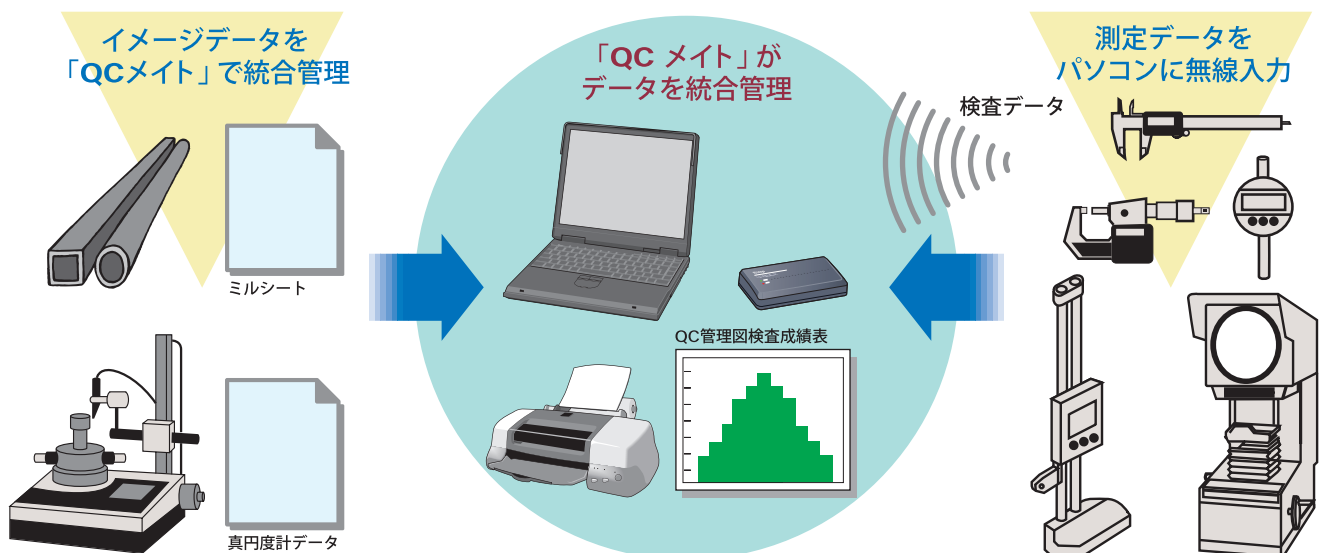 イメージデータを
「QCメイト」で統合管理
ミルシート
真円度計データ
「QC メイト」が
データを統合管理
QC管理図検査成績表
測定データを
パソコンに無線入力
検査データ